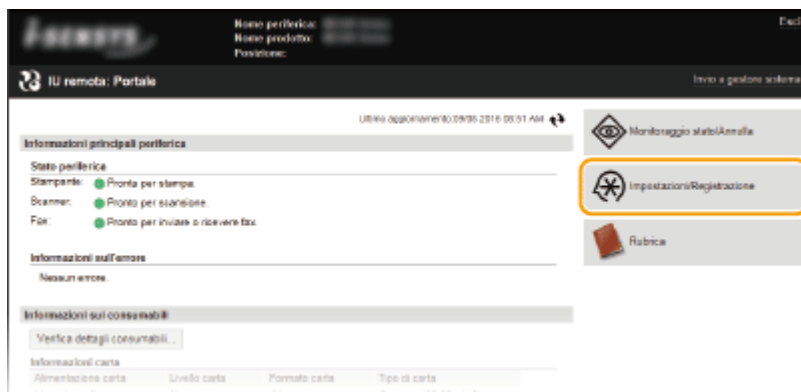 i-SENSYS
Nome periferica:
Nome prodotto:
Posizione:
Esci
IU remota: Portale
Invio a gestore sistema
Ultimo aggiornamento:09/08 2016 08:51 AM
Informazioni principali periferica
Stato periferica
Stampante: Pronta per stampa.
Scanner: Pronto per scansione.
Fax: Pronto per inviare o ricevere fax.
Informazioni sull'errore
Nessun errore.
Informazioni sui consumabili
Verifica dettagli consumabili...
Informazioni carta
Alimentazione carta Livello carta Formato carta Tipo di carta
Monitoraggio stato/Annulla
Impostazioni/Registrazione
Rubrica